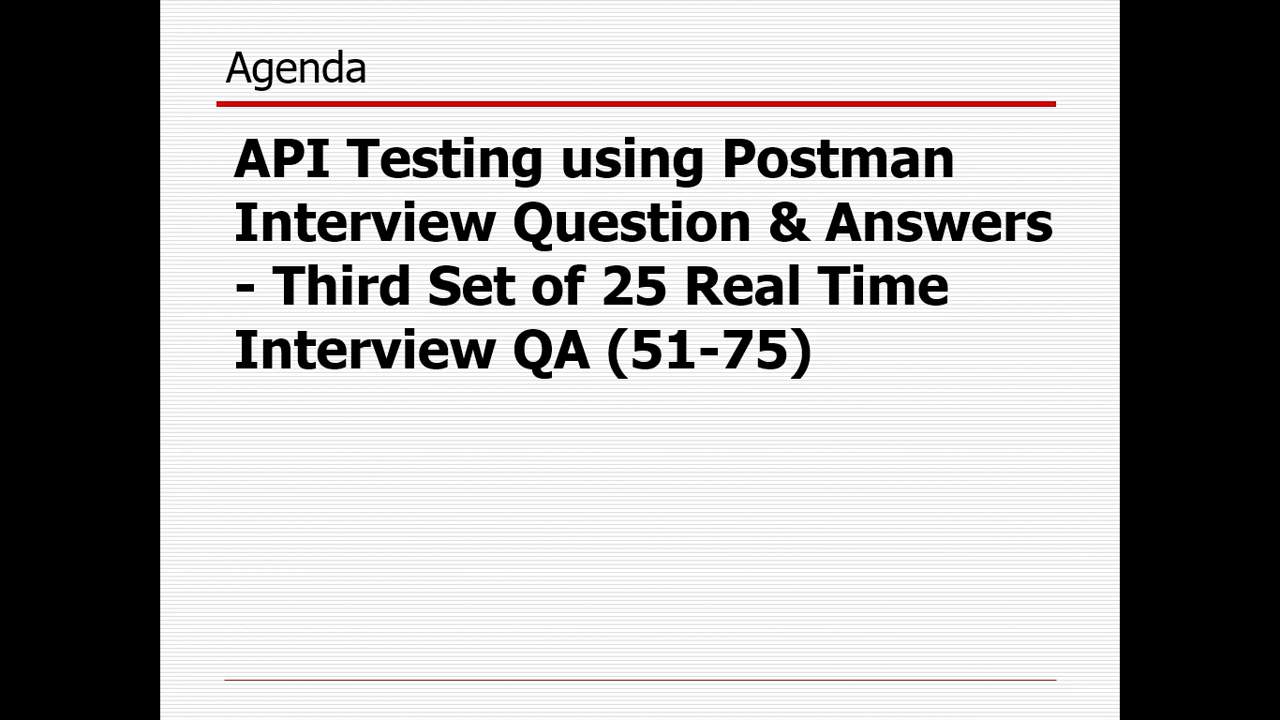 Agenda
API Testing using Postman
Interview Question & Answers
- Third Set of 25 Real Time
Interview QA (51-75)